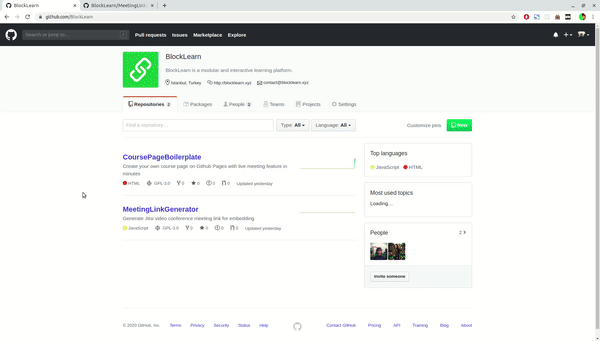 BlockLearn
BlockLearn/MeetingLin
github.com/BlockLearn
Search or jump to...
Pull requests Issues Marketplace Explore
BlockLearn
BlockLearn is a modular and interactive learning platform.
Istanbul, Turkey http://blocklearn.xyz contact@blocklearn.xyz
Repositories 2 Packages People 2 Teams Projects Settings
Find a repository... Type: All Language: All Customize pins New
CoursePageBoilerplate
Create your own course page on Github Pages with live meeting feature in
minutes
HTML GPL-3.0 0 0 0 0 Updated yesterday
MeetingLinkGenerator
Generate Jitsi video conference meeting link for embedding
JavaScript GPL-3.0 0 0 0 0 Updated yesterday
Top languages
JavaScript HTML
Most used topics
Loading...
People 2
Invite someone
© 2020 GitHub, Inc. Terms Privacy Security Status Help Contact GitHub Pricing API Training Blog About